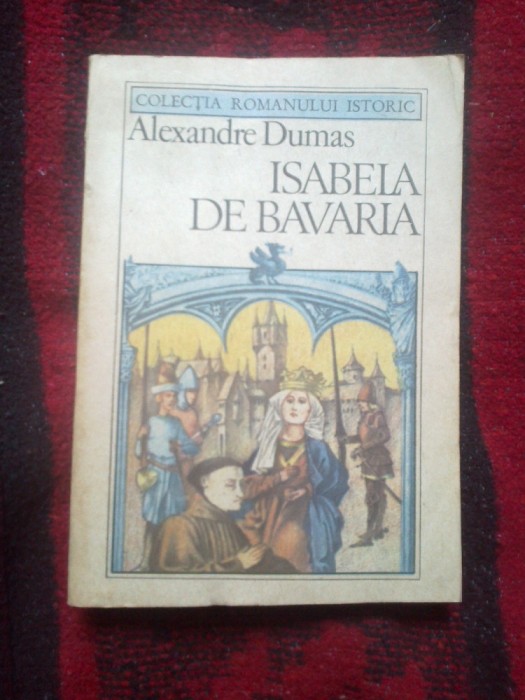 COLECȚIA ROMANULUI ISTORIC
Alexandre Dumas
ISABELA
DE BAVARIA